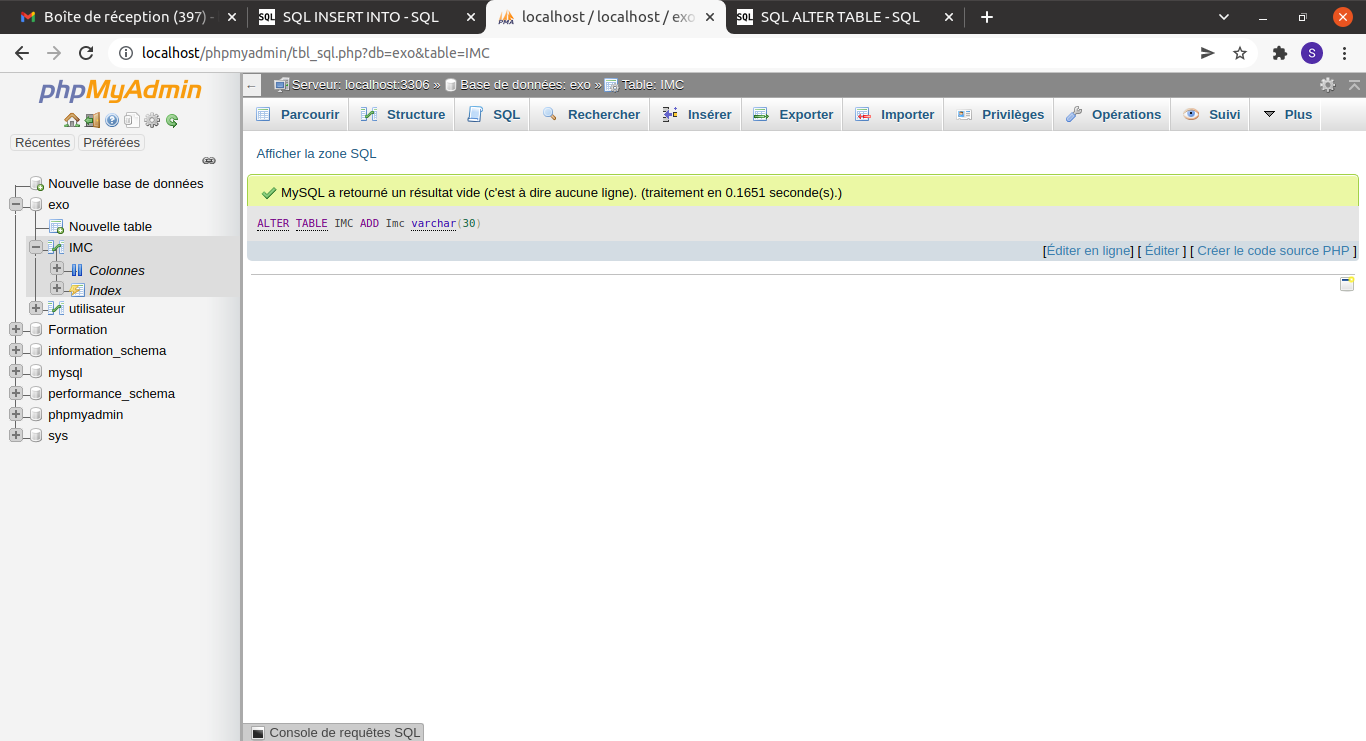 Boîte de réception (397) -
SQL INSERT INTO - SQL
localhost / localhost / exo
SQL ALTER TABLE - SQL
localhost/phpmyadmin/tbl_sql.php?db=exo&table=IMC
S
phpMyAdmin
Récentes Préférées
Nouvelle base de données
exo
Nouvelle table
IMC
Colonnes
Index
utilisateur
Formation
information_schema
mysql
performance_schema
phpmyadmin
sys
Serveur: localhost:3306 » Base de données: exo » Table: IMC
Parcourir Structure SQL Rechercher Insérer Exporter Importer Privilèges Opérations Suivi Plus
Afficher la zone SQL
MySQL a retourné un résultat vide (c'est à dire aucune ligne). (traitement en 0.1651 seconde(s).)
ALTER TABLE IMC ADD Imc varchar(30)
[Éditer en ligne] [ Éditer ] [ Créer le code source PHP ]
Console de requêtes SQL